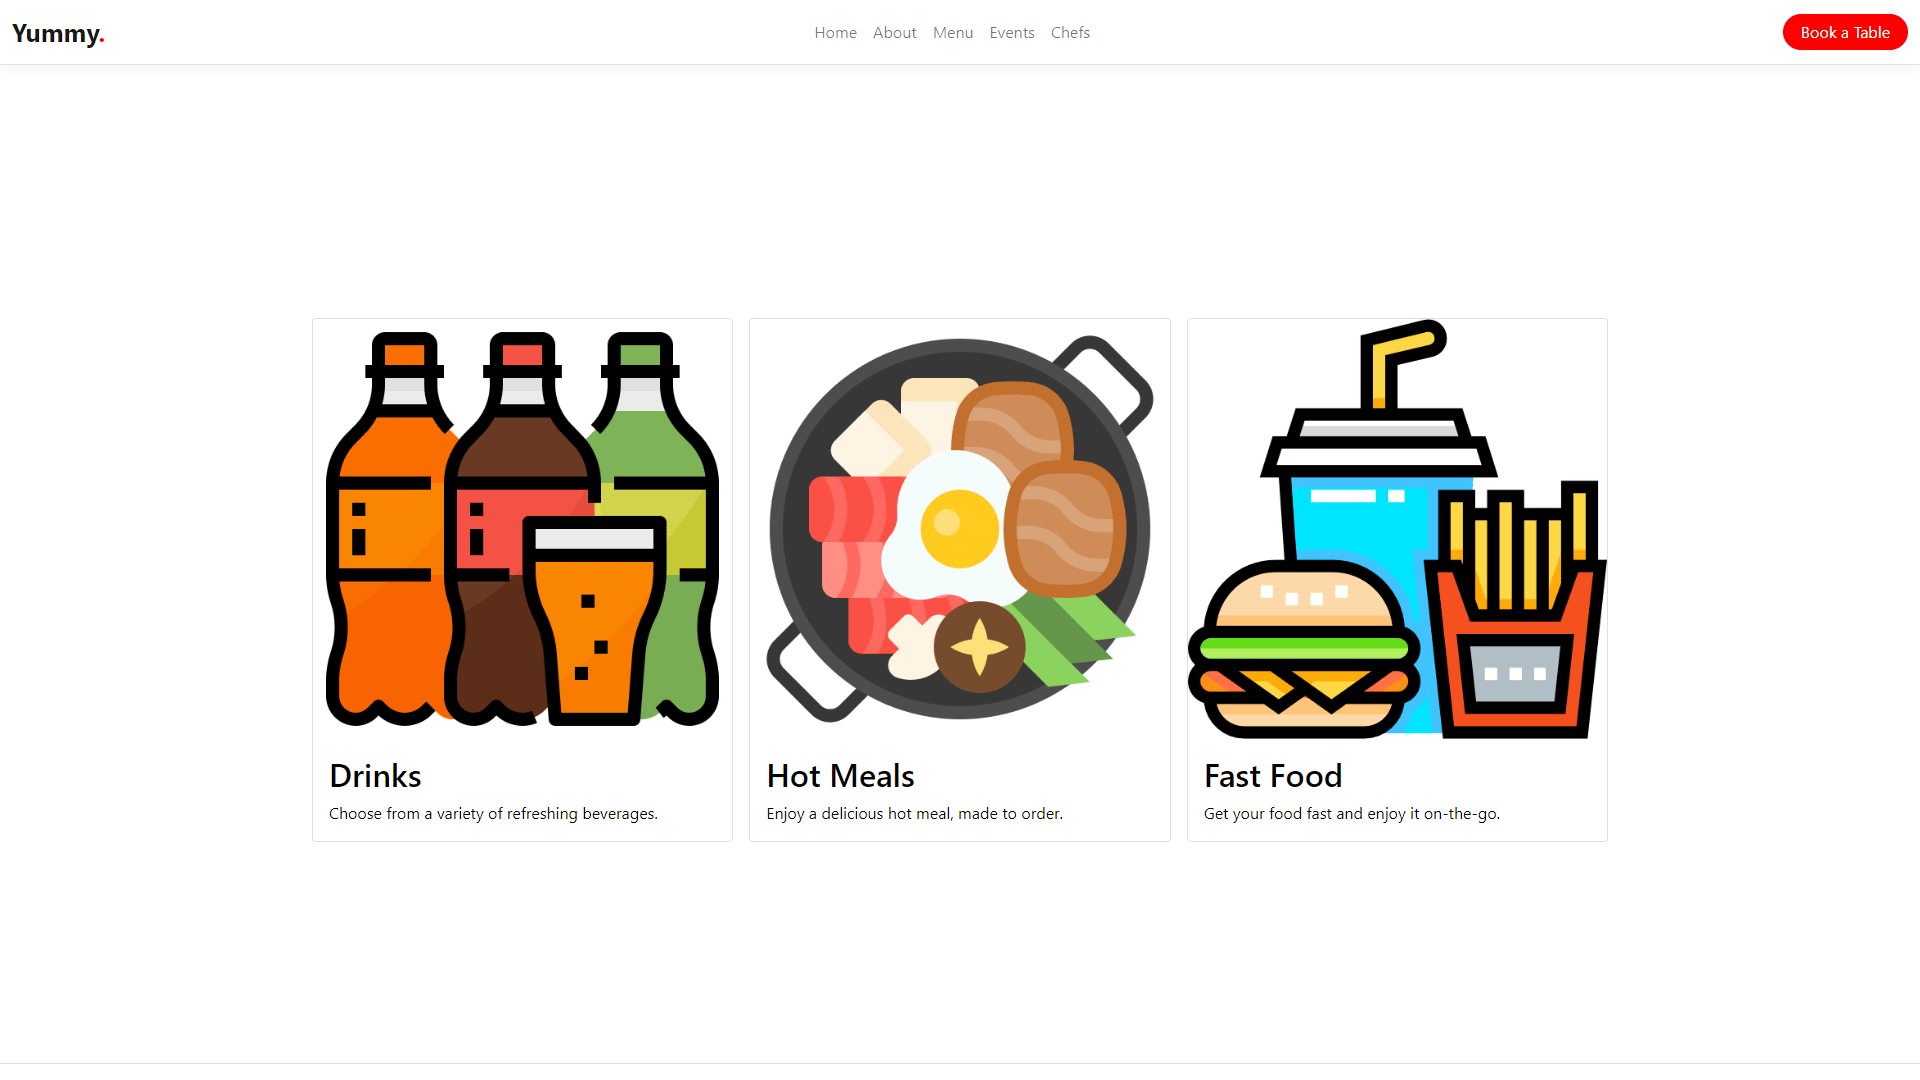 Yummy.
Home About Menu Events Chefs
Book a Table
Drinks
Choose from a variety of refreshing beverages.
Hot Meals
Enjoy a delicious hot meal, made to order.
Fast Food
Get your food fast and enjoy it on-the-go.